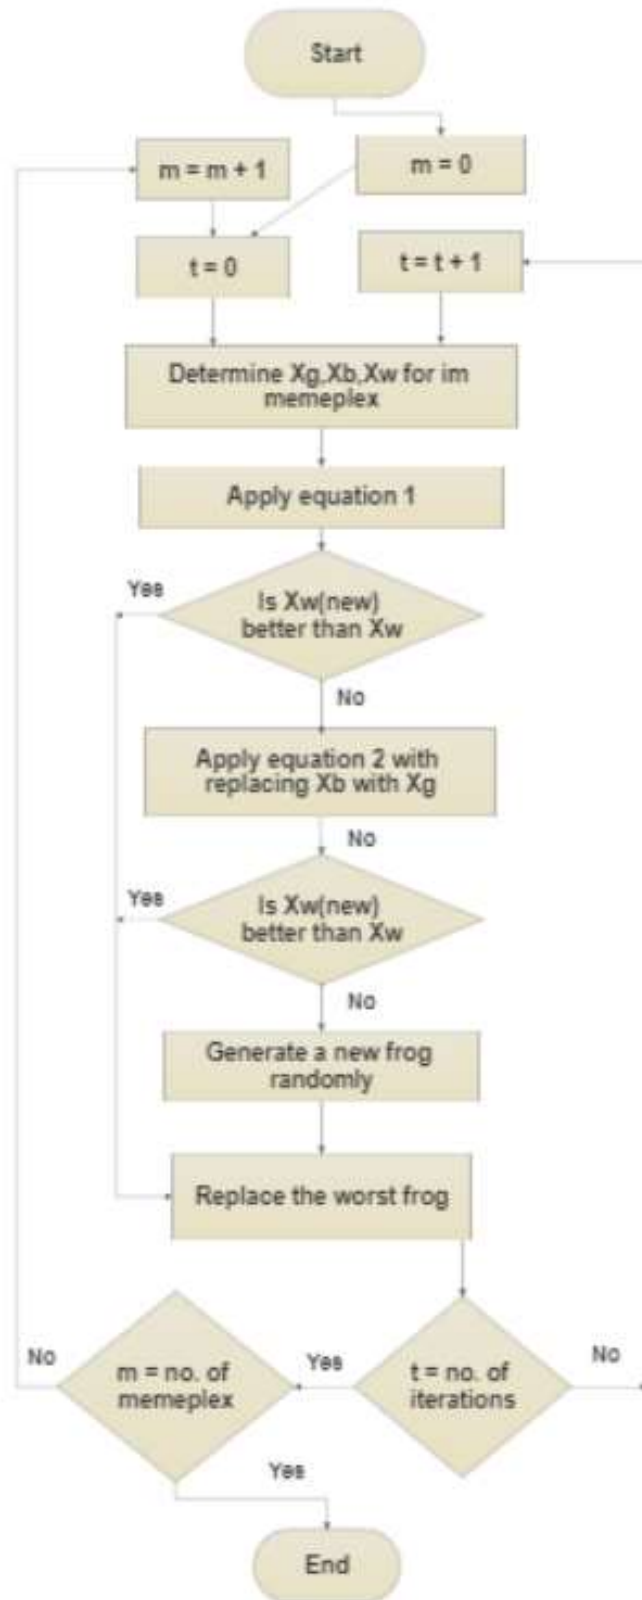 Start
m = m + 1
m = 0
t = 0
t = t + 1
Determine Xg,Xb,Xw for im
memeplex
Apply equation 1
Yes
Is Xw(new)
better than Xw
No
Apply equation 2 with
replacing Xb with Xg
No
Yes
Is Xw(new)
better than Xw
No
Generate a new frog
randomly
Replace the worst frog
No
m = no. of
memeplex
Yes
t = no. of
iterations
No
Yes
End